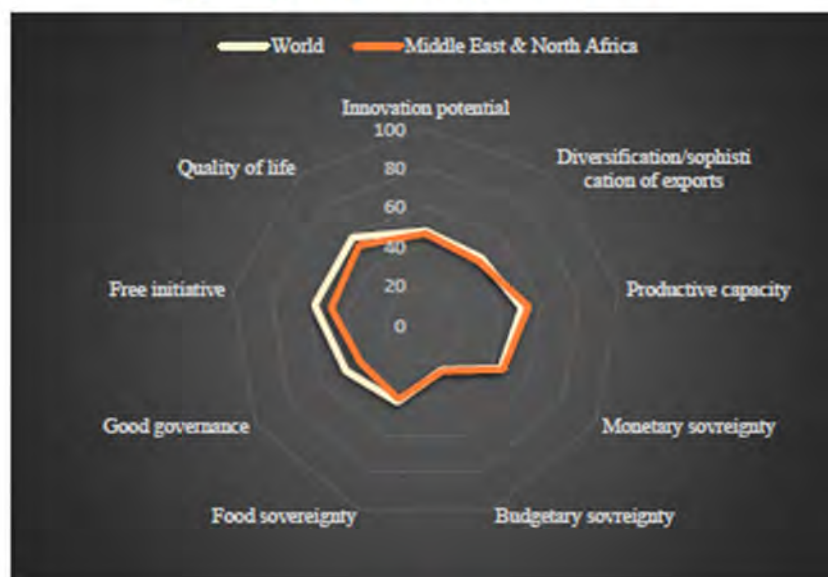 World Middle East & North Africa
Innovation potential
100
Diversification/sophisti
cation of exports
Quality of life
80
60
40
Free initiative
Productive capacity
20
0
Good governance
Monetary sovreignty
Food sovereignty
Budgetary sovreignty